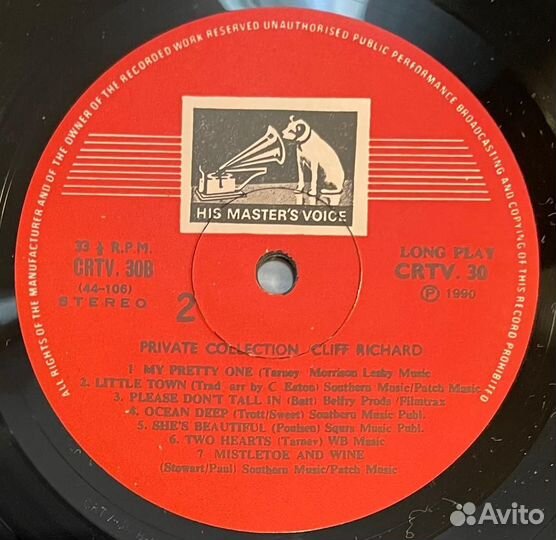 ALL RIGHTS OF THE MANUFACTURER AND OF THE OWNER OF THE RECORDED WORK RESERVED UNAUTHORISED PUBLIC PERFORMANCE BROADCASTING AND COPYING OF THIS RECORD PROHIBITED
HIS MASTER'S VOICE
33 1/3 R.P.M.
CRTV. 30B
(44-106)
STEREO
2
LONG PLAY
CRTV. 30
Ⓟ 1990
PRIVATE COLLECTION CLIFF RICHARD
1 MY PRETTY ONE (Tarney Morrison Leaky Music
2. LITTLE TOWN (Trad arr by C Eaton) Southern Music/Patch Music
3. PLEASE DON'T TALL IN (Batt) Belfry Prods /Filmtrax
4. OCEAN DEEP (Trott/Sweet) Southern Music Publ.
5. SHE'S BEAUTIFUL (Poulsen) Squrs Music Publ.
6. TWO HEARTS (Tarney) WB Music
7 MISTLETOE AND WINE
(Stewart/Paul) Southern Music/Patch Music
Avito